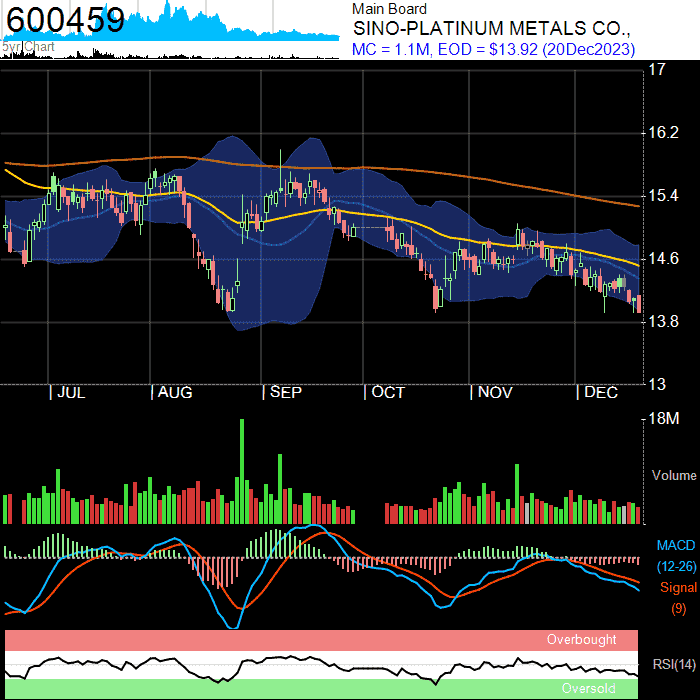 600459
5yr Chart
Main Board
SINO-PLATINUM METALS CO.,
MC = 1.1M, EOD = $13.92 (20Dec2023)
17
16.2
15.4
14.6
13.8
13
JUL
AUG
SEP
OCT
NOV
DEC
18M
Volume
MACD
(12-26)
Signal
(9)
Overbought
RSI(14)
Oversold